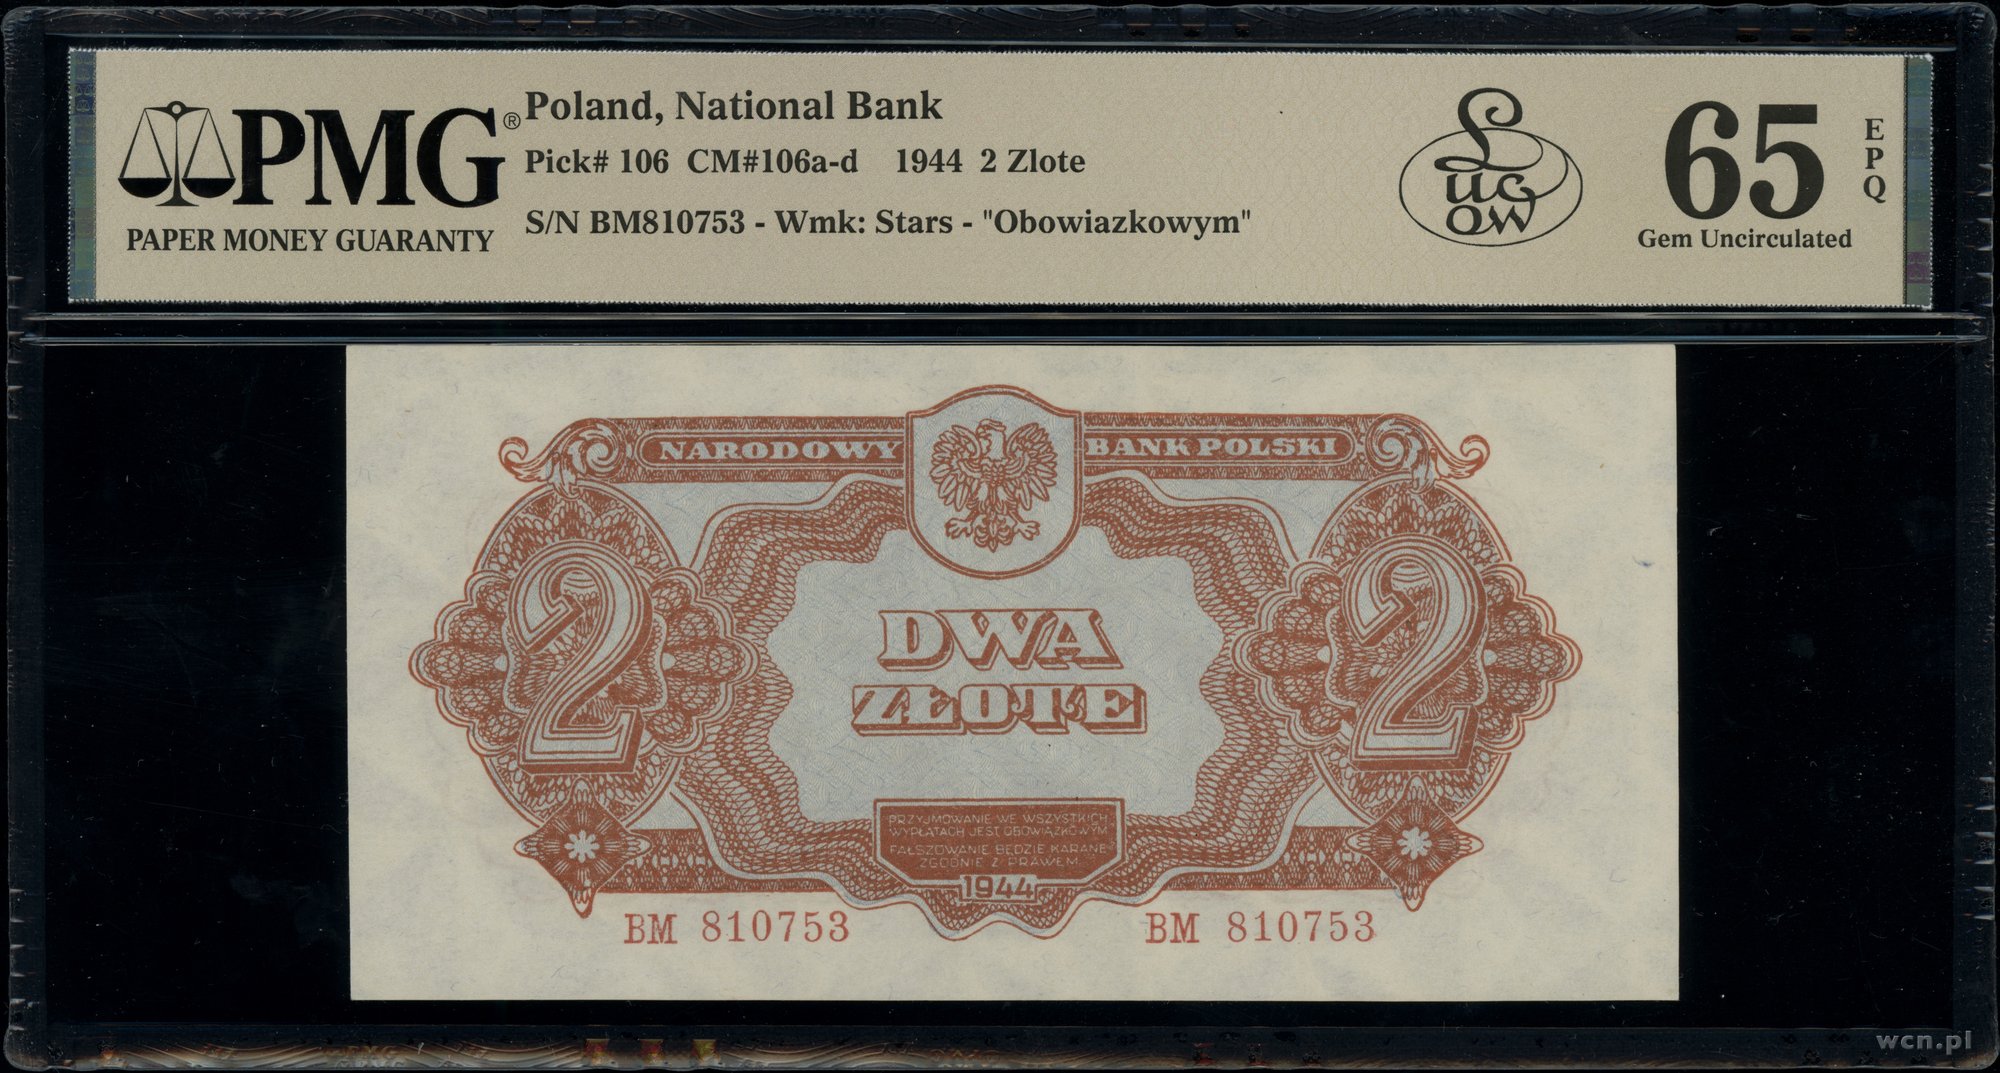 PMG®
PAPER MONEY GUARANTY
Poland, National Bank
Pick# 106 CM#106a-d 1944 2 Zlote
S/N BM810753 - Wmk: Stars - "Obowiazkowym"
Lucow
65
EPQ
Gem Uncirculated
NARODOWY BANK POLSKI
2 2
DWA
ZŁOTE
PRZYJMOWANIE WE WSZYSTKICH
WYPŁATACH JEST OBOWIĄZKOWYM
FAŁSZOWANIE BĘDZIE KARANE
ZGODNIE Z PRAWEM
1944
BM 810753 BM 810753
wcn.pl